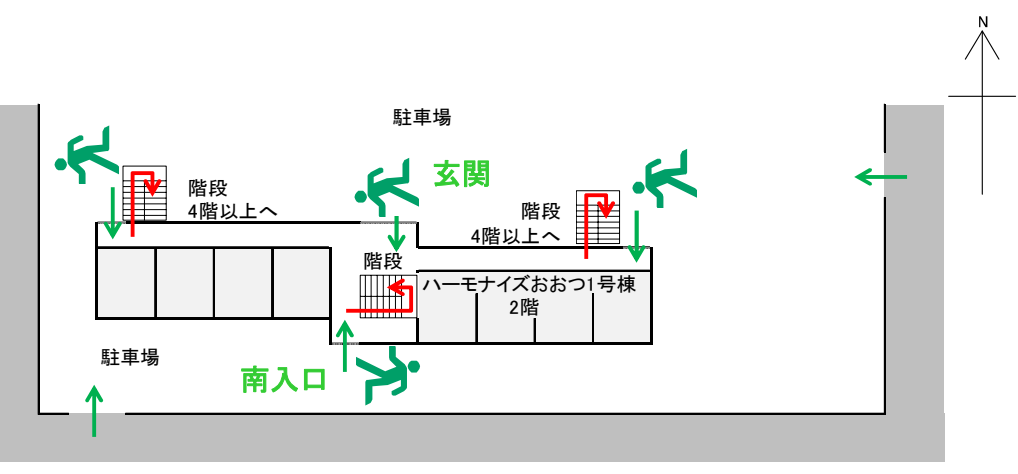 N
駐車場
玄関
階段
4階以上へ
階段
4階以上へ
階段
ハーモナイズおおつ1号棟
2階
駐車場
南入口